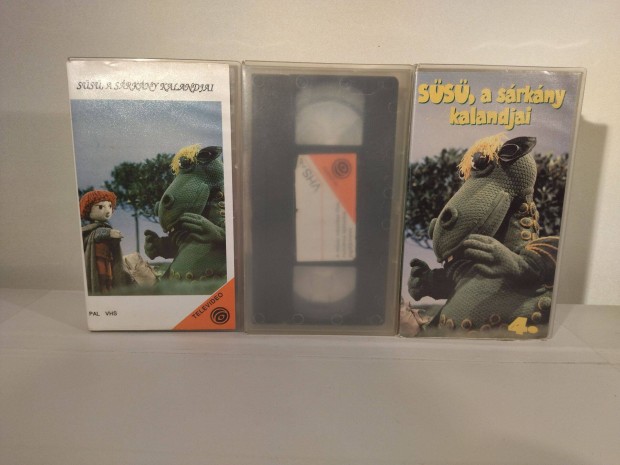 SÜSÜ, A SÁRKÁNY KALANDJAI
PAL VHS
TELEVIDEO
VHS
SÜSÜ, a sárkány
kalandjai
4.